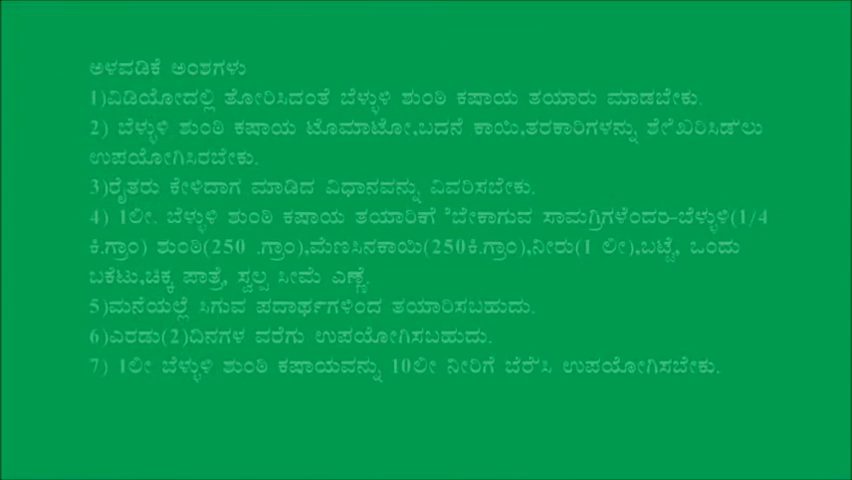 ಅಳವಡಿಕೆ ಅಂಶಗಳು
1)ವಿಡಿಯೋದಲ್ಲಿ ತೋರಿಸಿದಂತೆ ಬೆಳ್ಳುಳಿ ಶುಂಠಿ ಕಷಾಯ ತಯಾರು ಮಾಡಬೇಕು.
2) ಬೆಳ್ಳುಳಿ ಶುಂಠಿ ಕಷಾಯ ಟೊಮಾಟೋ,ಬದನೆ ಕಾಯಿ,ತರಕಾರಿಗಳನ್ನು
ಉಪಯೋಗಿಸಿರಬೇಕು.
3)ರೈತರು ಕೇಳಿದಾಗ ಮಾಡಿದ ವಿಧಾನವನ್ನು ವಿವರಿಸಬೇಕು.
4) 1ಲೀ. ಬೆಳ್ಳುಳಿ ಶುಂಠಿ ಕಷಾಯ ತಯಾರಿಕೆಗೆ ಬೇಕಾಗುವ ಸಾಮಗ್ರಿಗಳೆಂದರ-ಬೆಳ್ಳುಳಿ(1/4
ಕಿ.ಗ್ರಾಂ) ಶುಂಠಿ(250 .ಗ್ರಾಂ),ಮೆಣಸಿನಕಾಯಿ(250ಕಿ.ಗ್ರಾಂ),ನೀರು(1 ಲೀ),ಬಟ್ಟೆ, ಒಂದು
ಬಕೆಟು,ಚಿಕ್ಕ ಪಾತ್ರೆ, ಸ್ವಲ್ಪ ಸೀಮೆ ಎಣ್ಣೆ.
5)ಮನೆಯಲ್ಲೆ ಸಿಗುವ ಪದಾರ್ಥಗಳಿಂದ ತಯಾರಿಸಬಹುದು.
6)ಎರಡು(2)ದಿನಗಳ ವರೆಗು ಉಪಯೋಗಿಸಬಹುದು.
7) 1ಲೀ ಬೆಳ್ಳುಳಿ ಶುಂಠಿ ಕಷಾಯವನ್ನು 10ಲೀ ನೀರಿಗೆ ಬೆರೆಸಿ ಉಪಯೋಗಿಸಬೇಕು.